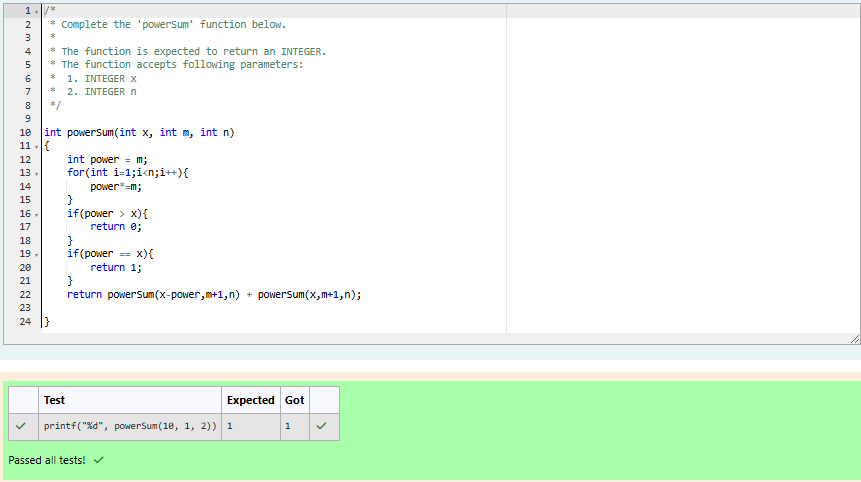 1 /*
2  * Complete the 'powerSum' function below.
3  *
4  * The function is expected to return an INTEGER.
5  * The function accepts following parameters:
6  *  1. INTEGER x
7  *  2. INTEGER n
8  */
9
10 int powerSum(int x, int m, int n)
11 {
12     int power = m;
13     for(int i=1;i<n;i++){
14         power*=m;
15     }
16     if(power > x){
17         return 0;
18     }
19     if(power == x){
20         return 1;
21     }
22     return powerSum(x-power,m+1,n) + powerSum(x,m+1,n);
23
24 }
Test Expected Got
✓ printf("%d", powerSum(10, 1, 2)) 1 1 ✓
Passed all tests! ✓